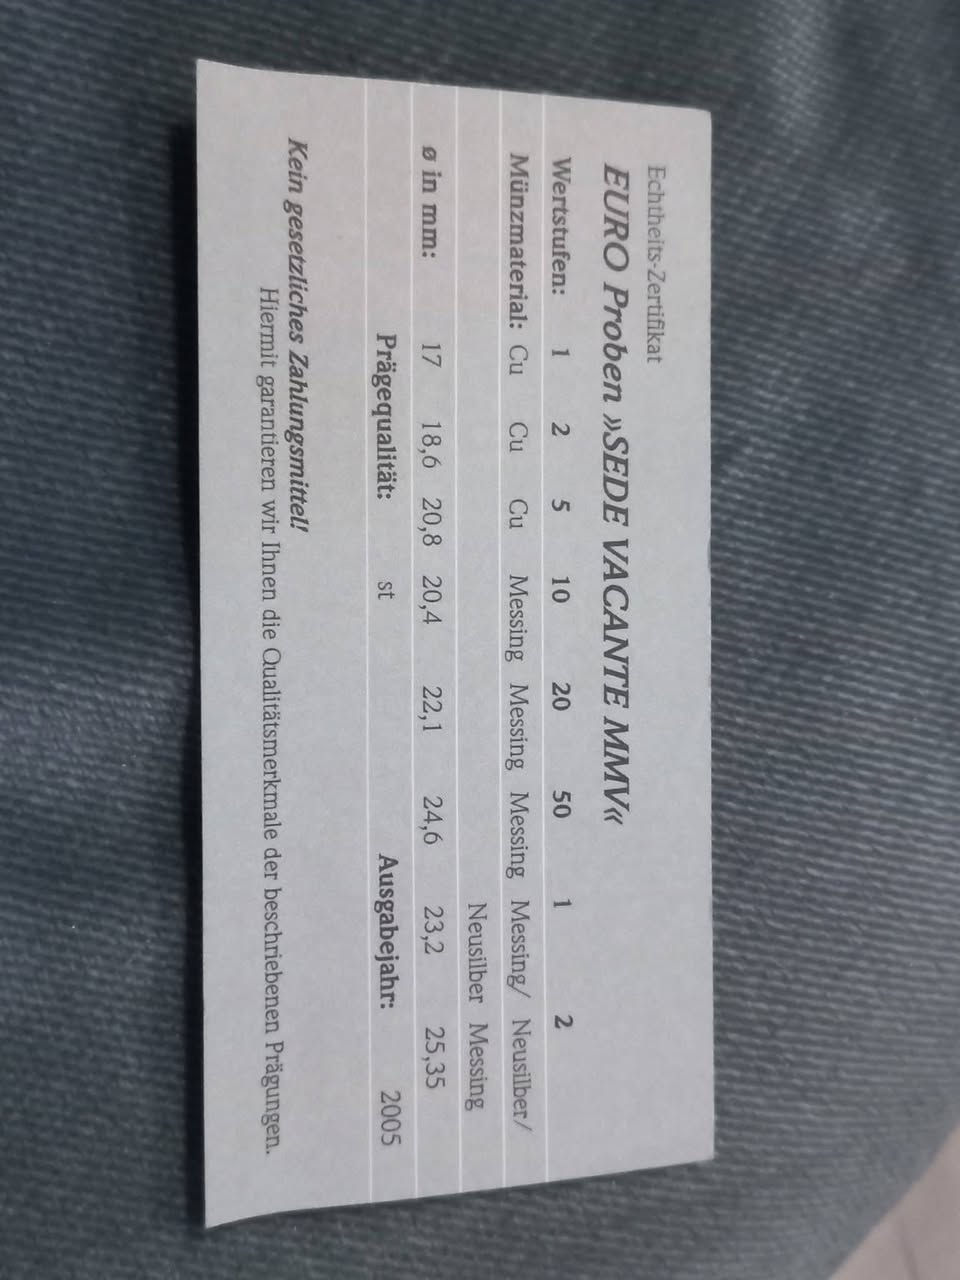 Echtheits-Zertifikat
EURO Proben »SEDE VACANTE MMV«
Wertstufen: 1 2 5 10 20 50 1 2
Münzmaterial: Cu Cu Cu Messing Messing Messing Messing/ Neusilber/
Neusilber Messing
ø in mm: 17 18,6 20,8 20,4 22,1 24,6 23,2 25,35
Prägequalität: st Ausgabejahr: 2005
Kein gesetzliches Zahlungsmittel!
Hiermit garantieren wir Ihnen die Qualitätsmerkmale der beschriebenen Prägungen.